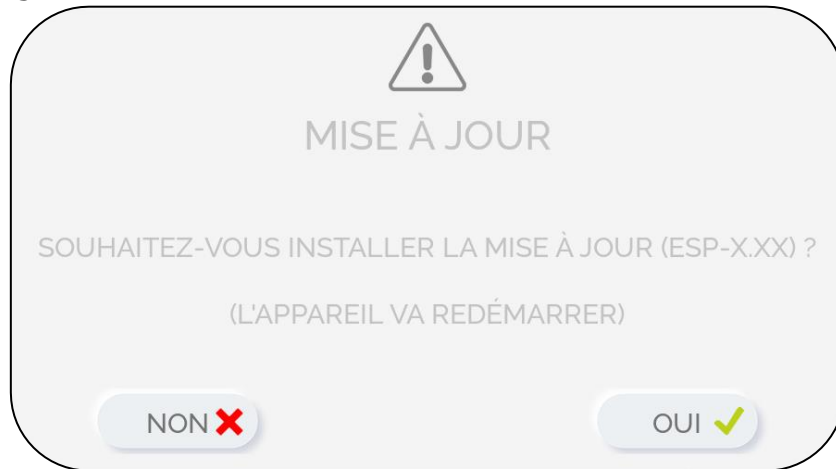 MISE À JOUR
SOUHAITEZ-VOUS INSTALLER LA MISE À JOUR (ESP-X.XX) ?
(L'APPAREIL VA REDÉMARRER)
NON
OUI